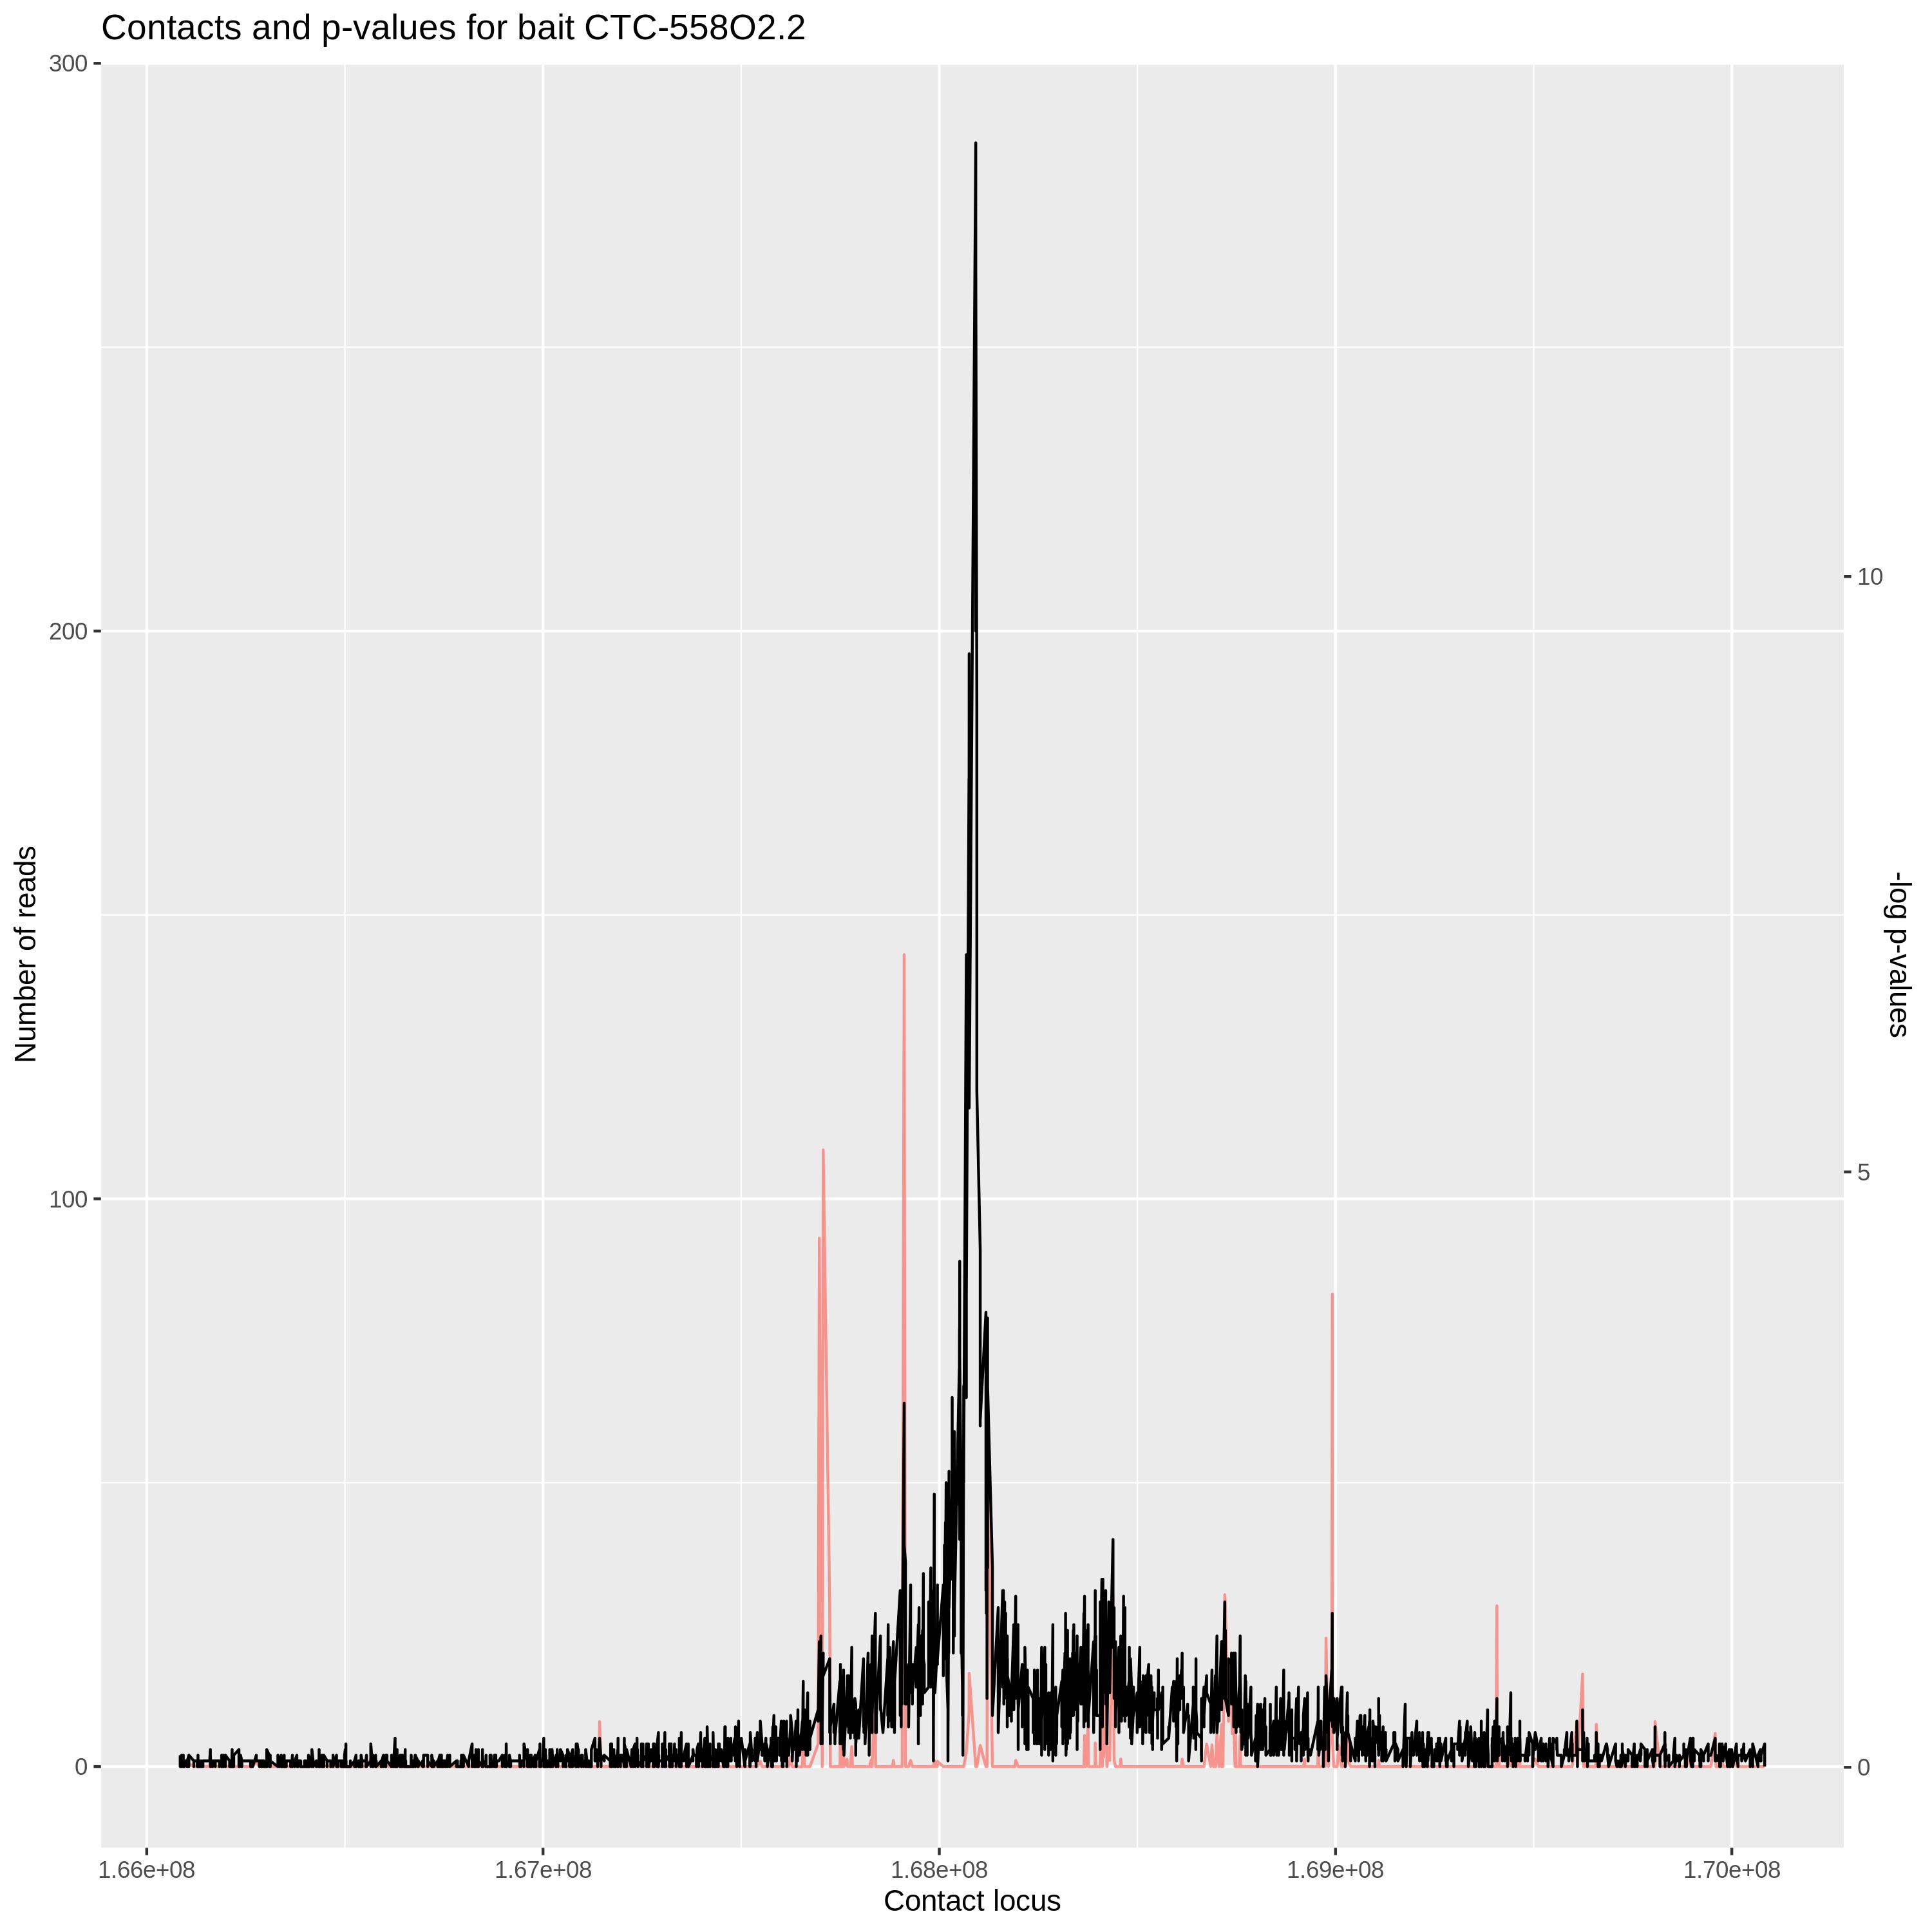 Contacts and p-values for bait CTC-558O2.2
300
200
100
0
Number of reads
10
5
0
-log p-values
1.66e+08
1.67e+08
1.68e+08
1.69e+08
1.70e+08
Contact locus